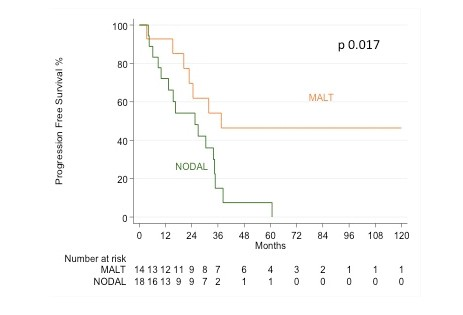 100
80
60
40
20
0
Progression Free Survival %
p 0.017
MALT
NODAL
0 12 24 36 48 60 72 84 96 108 120
Months
Number at risk
MALT 14 13 12 11 9 8 7 6 4 3 2 1 1 1
NODAL 18 16 13 9 9 7 2 1 1 0 0 0 0 0